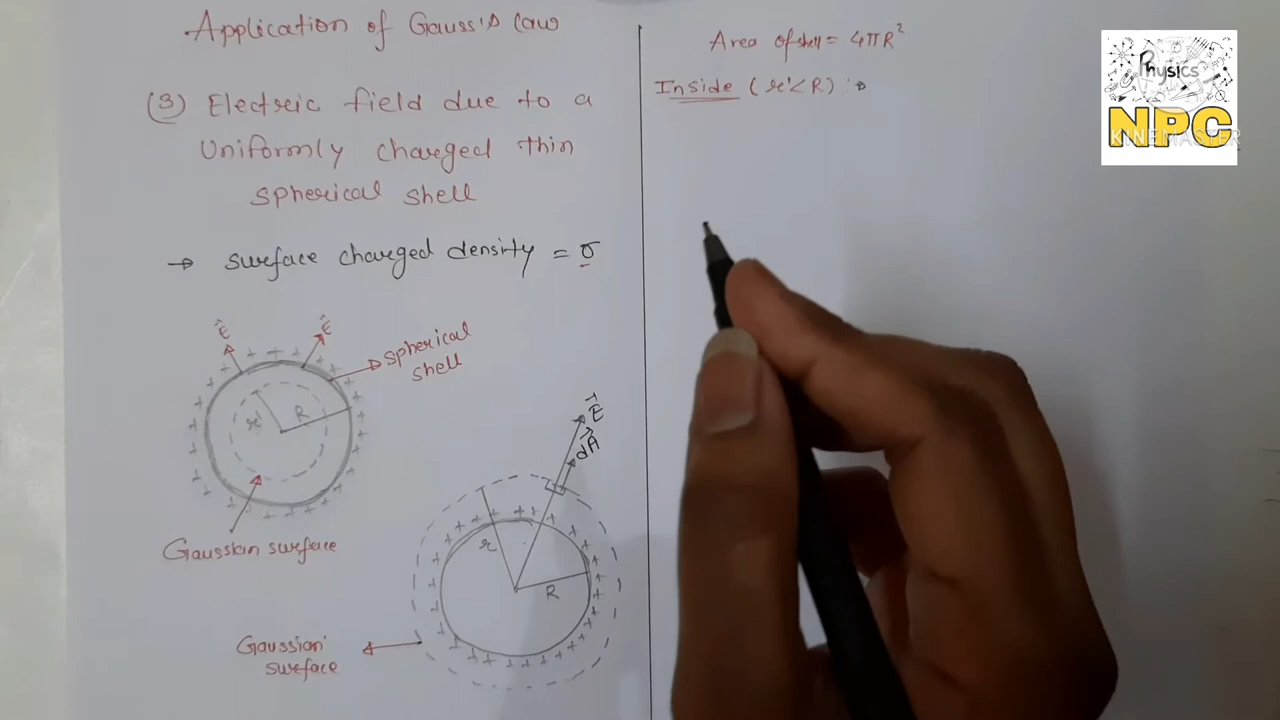 Application of Gauss's law
(3) Electric field due to a
Uniformly charged thin
spherical shell
→ surface charged density = σ
Ê
Ê
spherical
shell
r'
R
Gaussian surface
E
dA
r
R
Gaussian
surface
Area of shell = 4πR²
Inside (r'<R) :-
Physics
NPC
KINEMASTER